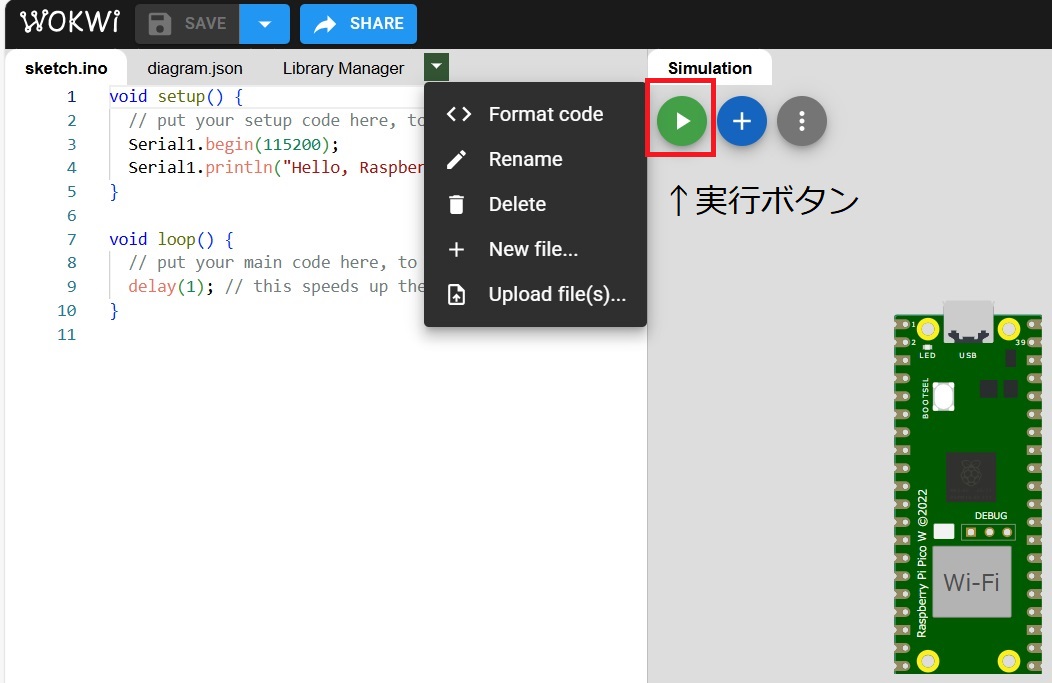 WOKWi
SAVE
SHARE
sketch.ino
diagram.json
Library Manager
Simulation
1 void setup() {
2 // put your setup code here, to
3 Serial1.begin(115200);
4 Serial1.println("Hello, Raspber
5 }
6
7 void loop() {
8 // put your main code here, to
9 delay(1); // this speeds up the
10 }
11
Format code
Rename
Delete
New file...
Upload file(s)...
↑実行ボタン
1
2
39
LED
USB
BOOTSEL
DEBUG
Raspberry Pi Pico W ©2022
Wi-Fi